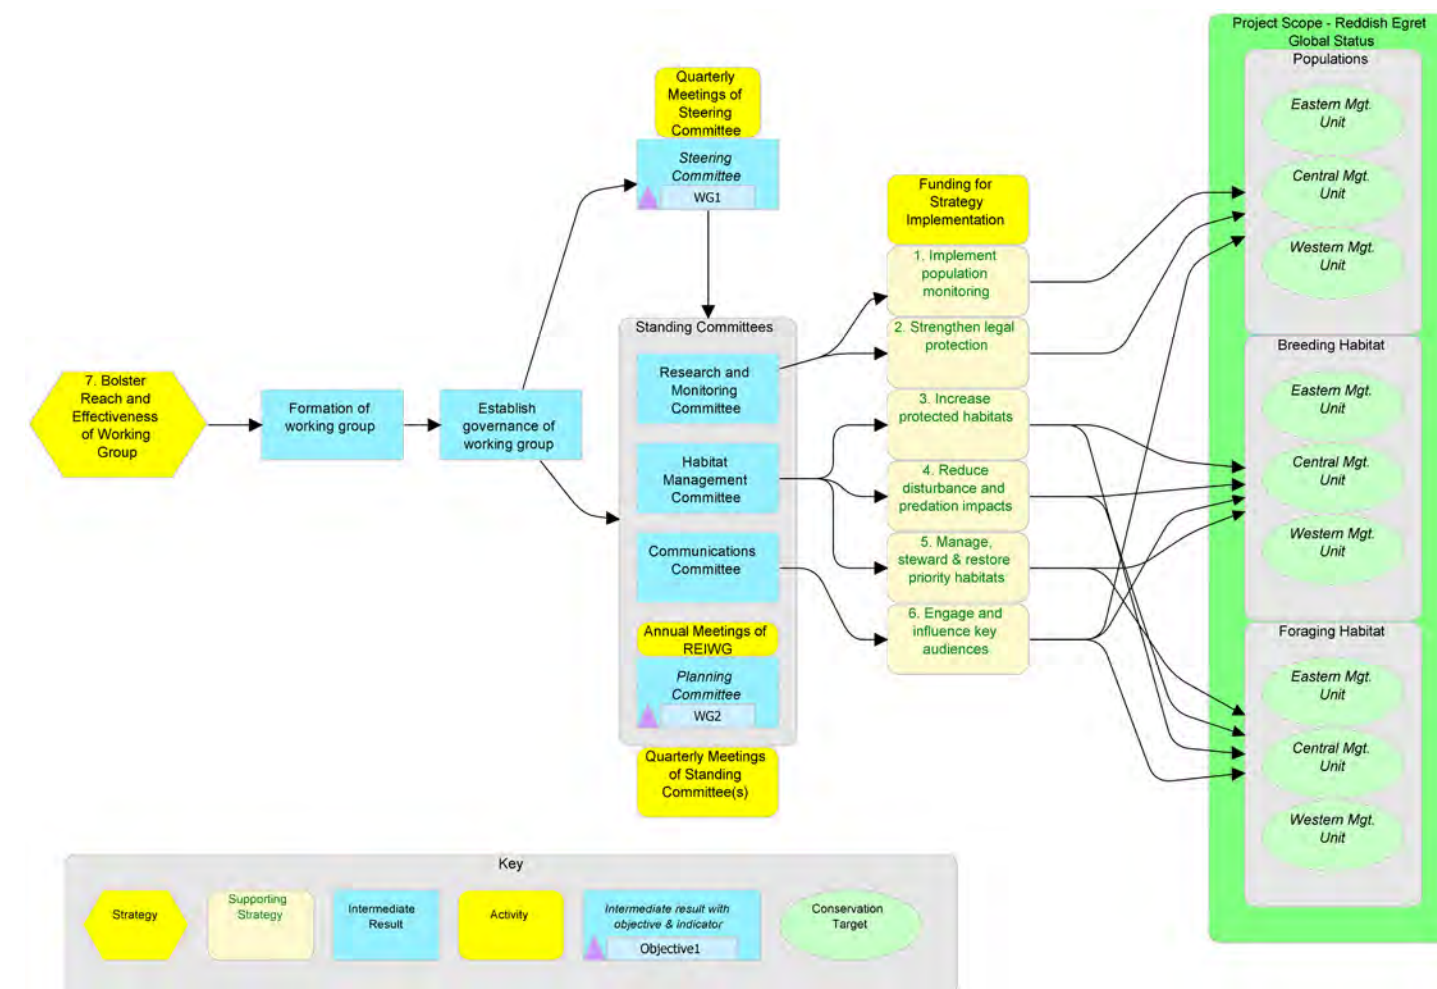 Project Scope - Reddish Egret
Global Status
Populations
Eastern Mgt.
Unit
Central Mgt.
Unit
Western Mgt.
Unit
Breeding Habitat
Eastern Mgt.
Unit
Central Mgt.
Unit
Western Mgt.
Unit
Foraging Habitat
Eastern Mgt.
Unit
Central Mgt.
Unit
Western Mgt.
Unit
Quarterly
Meetings of
Steering
Committee
Steering
Committee
WG1
Funding for
Strategy
Implementation
1. Implement
population
monitoring
2. Strengthen legal
protection
3. Increase
protected habitats
4. Reduce
disturbance and
predation impacts
5. Manage,
steward & restore
priority habitats
6. Engage and
influence key
audiences
7. Bolster
Reach and
Effectiveness
of Working
Group
Formation of
working group
Establish
governance of
working group
Standing Committees
Research and
Monitoring
Committee
Habitat
Management
Committee
Communications
Committee
Annual Meetings of
REIWG
Planning
Committee
WG2
Quarterly Meetings
of Standing
Committee(s)
Key
Strategy
Supporting
Strategy
Intermediate
Result
Activity
Intermediate result with
objective & indicator
Objective1
Conservation
Target